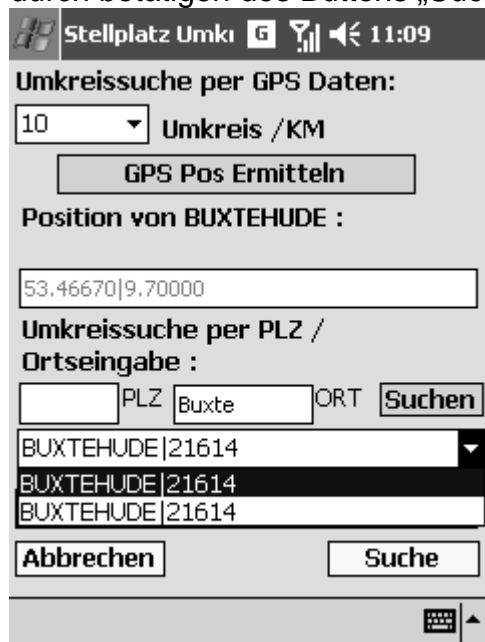 Stellplatz Umkı G 11:09
Umkreissuche per GPS Daten:
10 Umkreis /KM
GPS Pos Ermitteln
Position von BUXTEHUDE :
53.46670|9.70000
Umkreissuche per PLZ /
Ortseingabe :
PLZ Buxte ORT Suchen
BUXTEHUDE|21614
BUXTEHUDE|21614
BUXTEHUDE|21614
Abbrechen Suche